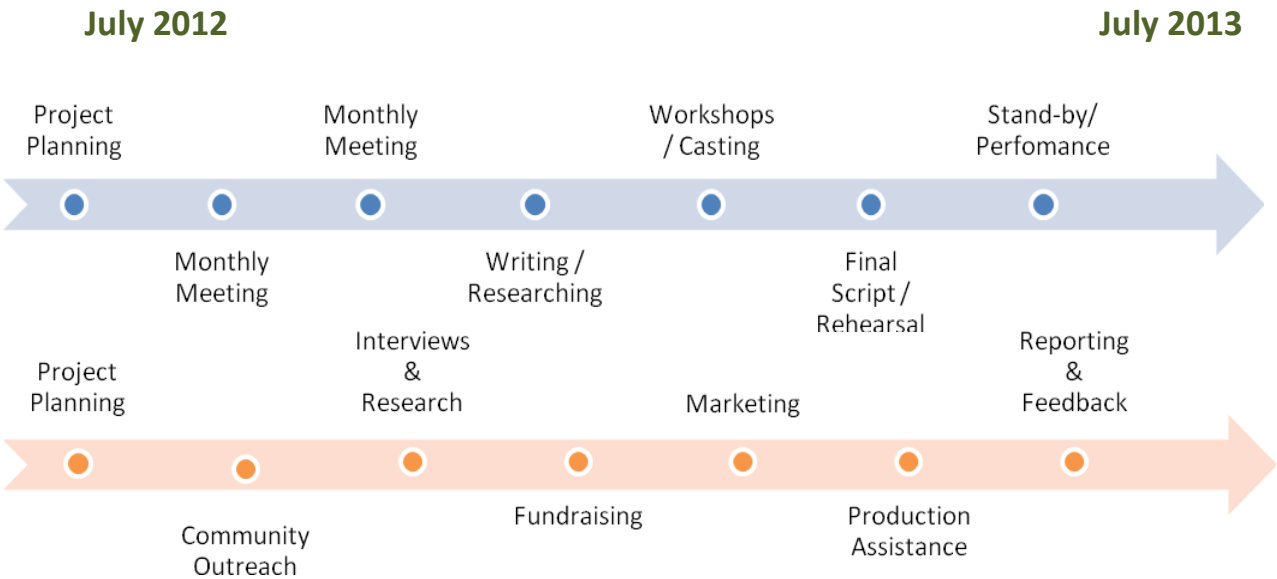 July 2012
July 2013
Project
Planning
Monthly
Meeting
Workshops
/ Casting
Stand-by/
Perfomance
Monthly
Meeting
Writing /
Researching
Final
Script /
Rehearsal
Project
Planning
Interviews
&
Research
Marketing
Reporting
&
Feedback
Community
Outreach
Fundraising
Production
Assistance